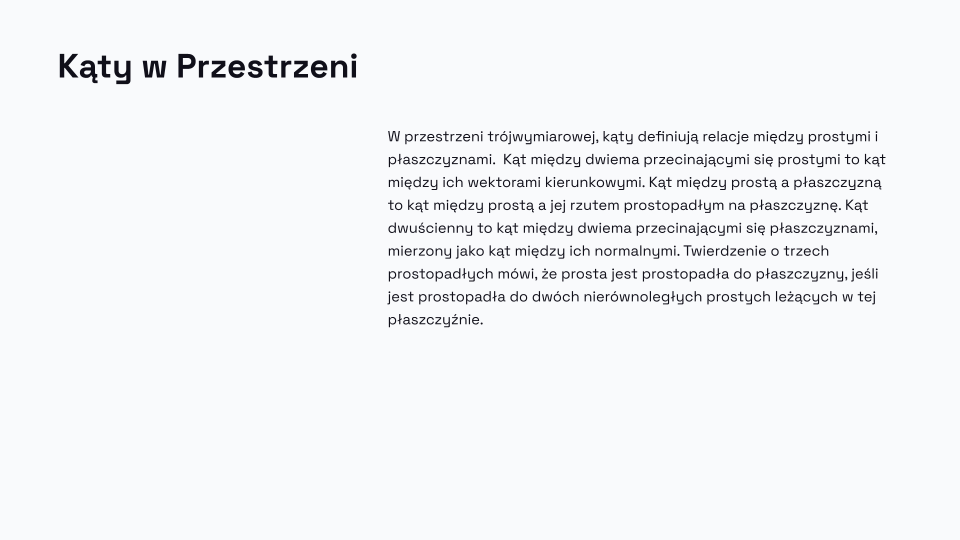 Kąty w Przestrzeni
W przestrzeni trójwymiarowej, kąty definiują relacje między prostymi i
płaszczyznami.  Kąt między dwiema przecinającymi się prostymi to kąt
między ich wektorami kierunkowymi. Kąt między prostą a płaszczyzną
to kąt między prostą a jej rzutem prostopadłym na płaszczyznę. Kąt
dwuścienny to kąt między dwiema przecinającymi się płaszczyznami,
mierzony jako kąt między ich normalnymi. Twierdzenie o trzech
prostopadłych mówi, że prosta jest prostopadła do płaszczyzny, jeśli
jest prostopadła do dwóch nierównoległych prostych leżących w tej
płaszczyźnie.